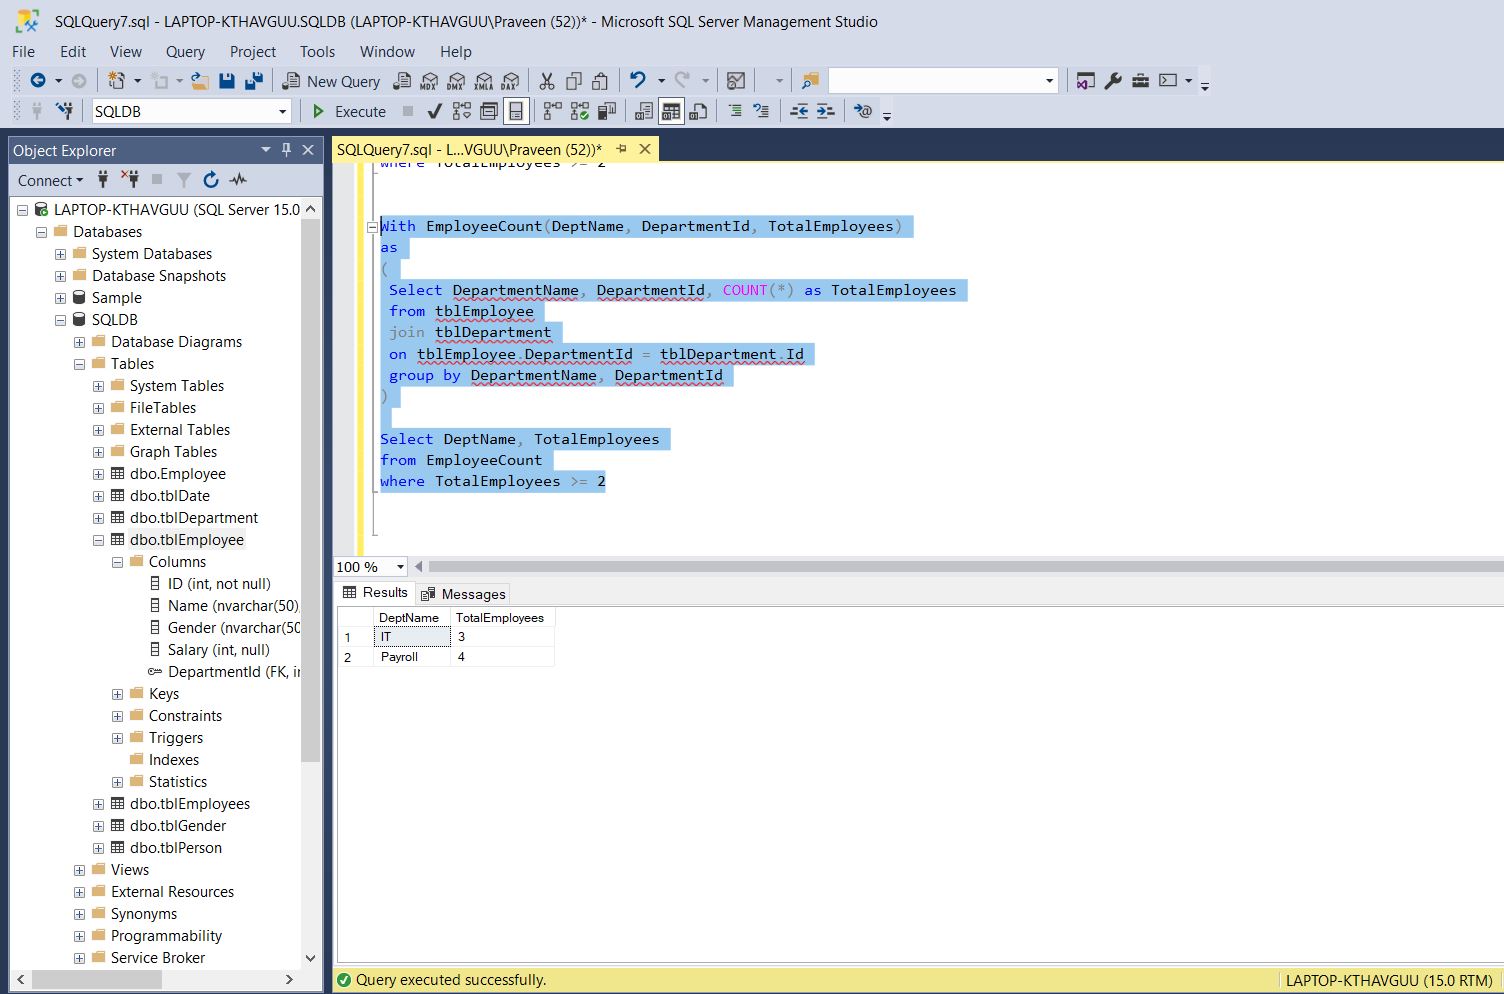 SQLQuery7.sql - LAPTOP-KTHAVGUU.SQLDB (LAPTOP-KTHAVGUU\Praveen (52))* - Microsoft SQL Server Management Studio
File Edit View Query Project Tools Window Help
New Query MDX DMX XMLA DAX
SQLDB Execute
Object Explorer
Connect
LAPTOP-KTHAVGUU (SQL Server 15.0
Databases
System Databases
Database Snapshots
Sample
SQLDB
Database Diagrams
Tables
System Tables
FileTables
External Tables
Graph Tables
dbo.Employee
dbo.tblDate
dbo.tblDepartment
dbo.tblEmployee
Columns
ID (int, not null)
Name (nvarchar(50),
Gender (nvarchar(50
Salary (int, null)
DepartmentId (FK, in
Keys
Constraints
Triggers
Indexes
Statistics
dbo.tblEmployees
dbo.tblGender
dbo.tblPerson
Views
External Resources
Synonyms
Programmability
Service Broker
SQLQuery7.sql - L...VGUU\Praveen (52))*
where TotalEmployees >= 2
With EmployeeCount(DeptName, DepartmentId, TotalEmployees)
as
(
Select DepartmentName, DepartmentId, COUNT(*) as TotalEmployees
from tblEmployee
join tblDepartment
on tblEmployee.DepartmentId = tblDepartment.Id
group by DepartmentName, DepartmentId
)
Select DeptName, TotalEmployees
from EmployeeCount
where TotalEmployees >= 2
100 %
Results Messages
DeptName TotalEmployees
1 IT 3
2 Payroll 4
Query executed successfully.
LAPTOP-KTHAVGUU (15.0 RTM)